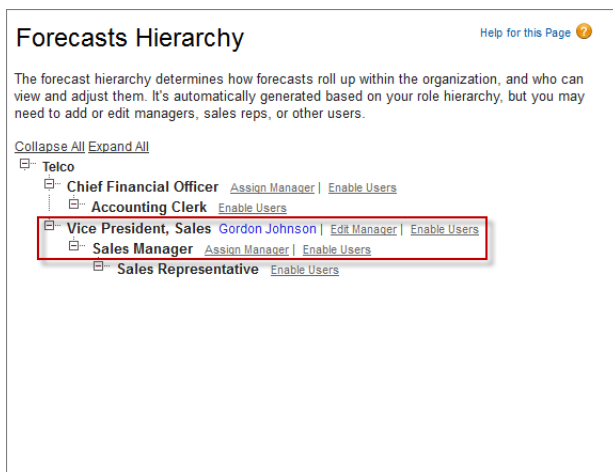 Forecasts Hierarchy
Help for this Page ?
The forecast hierarchy determines how forecasts roll up within the organization, and who can
view and adjust them. It's automatically generated based on your role hierarchy, but you may
need to add or edit managers, sales reps, or other users.
Collapse All Expand All
Telco
Chief Financial Officer Assign Manager | Enable Users
Accounting Clerk Enable Users
Vice President, Sales Gordon Johnson | Edit Manager | Enable Users
Sales Manager Assign Manager | Enable Users
Sales Representative Enable Users